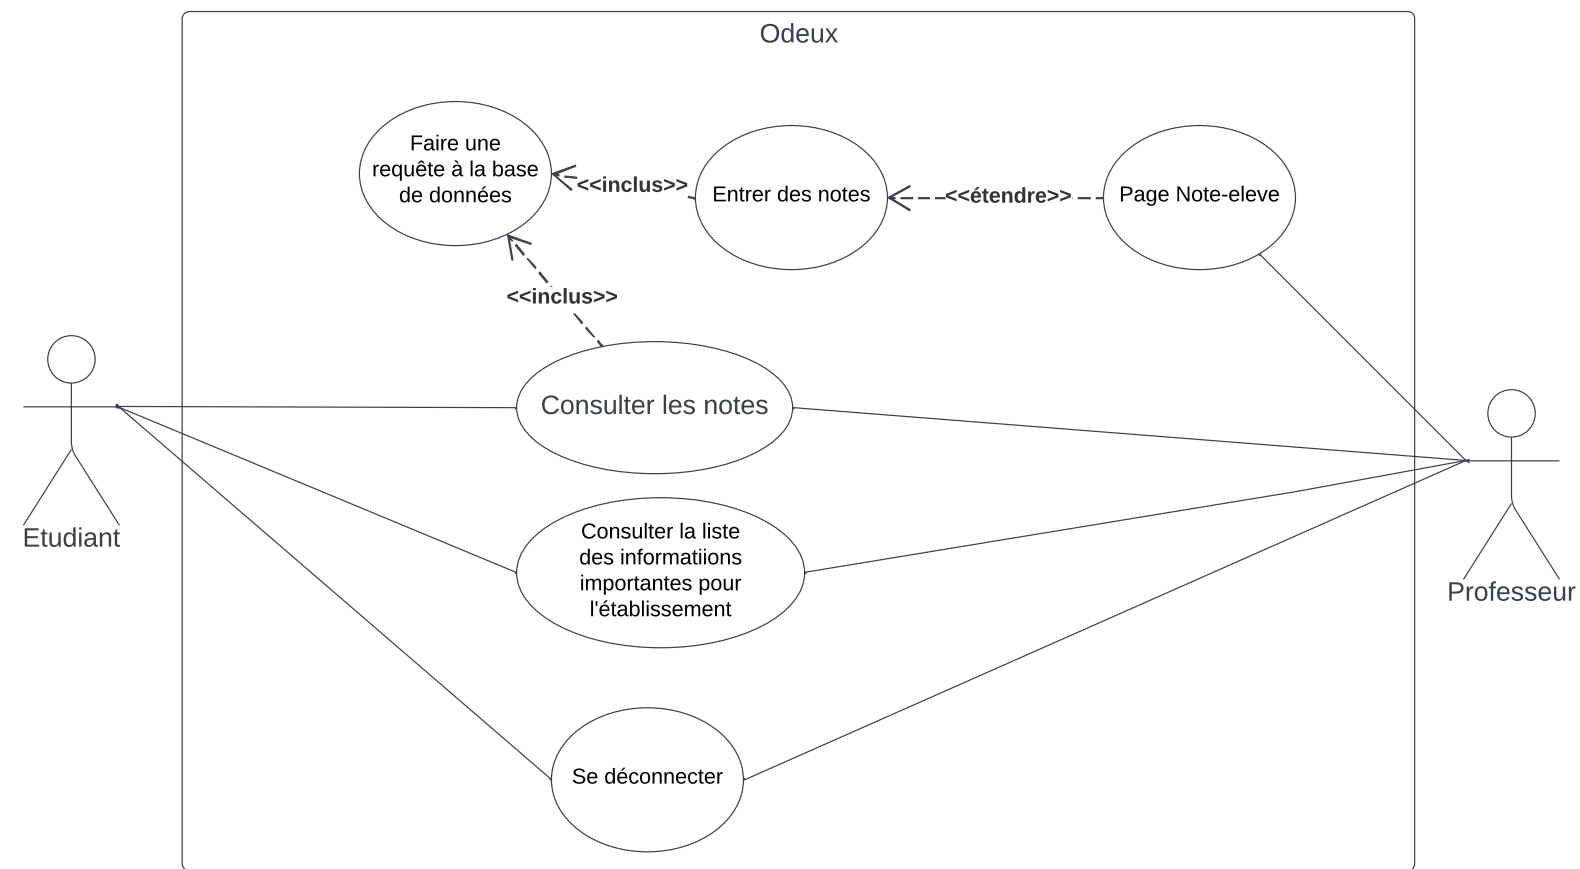 Odeux
Faire une
requête à la base
de données
<<inclus>>
Entrer des notes
<<étendre>>
Page Note-eleve
<<inclus>>
Consulter les notes
Etudiant
Consulter la liste
des informatiions
importantes pour
l'établissement
Professeur
Se déconnecter